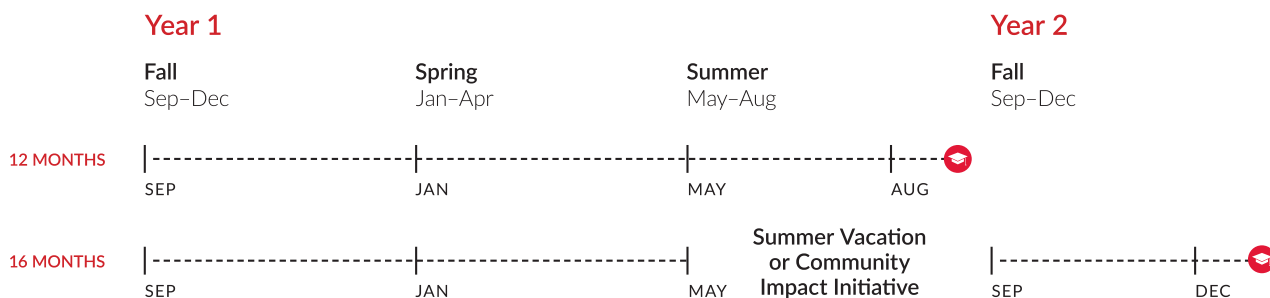 Year 1
Year 2
Fall
Spring
Summer
Fall
Sep–Dec
Jan–Apr
May–Aug
Sep–Dec
12 MONTHS
SEP
JAN
MAY
AUG
16 MONTHS
SEP
JAN
MAY
Summer Vacation
or Community
Impact Initiative
SEP
DEC